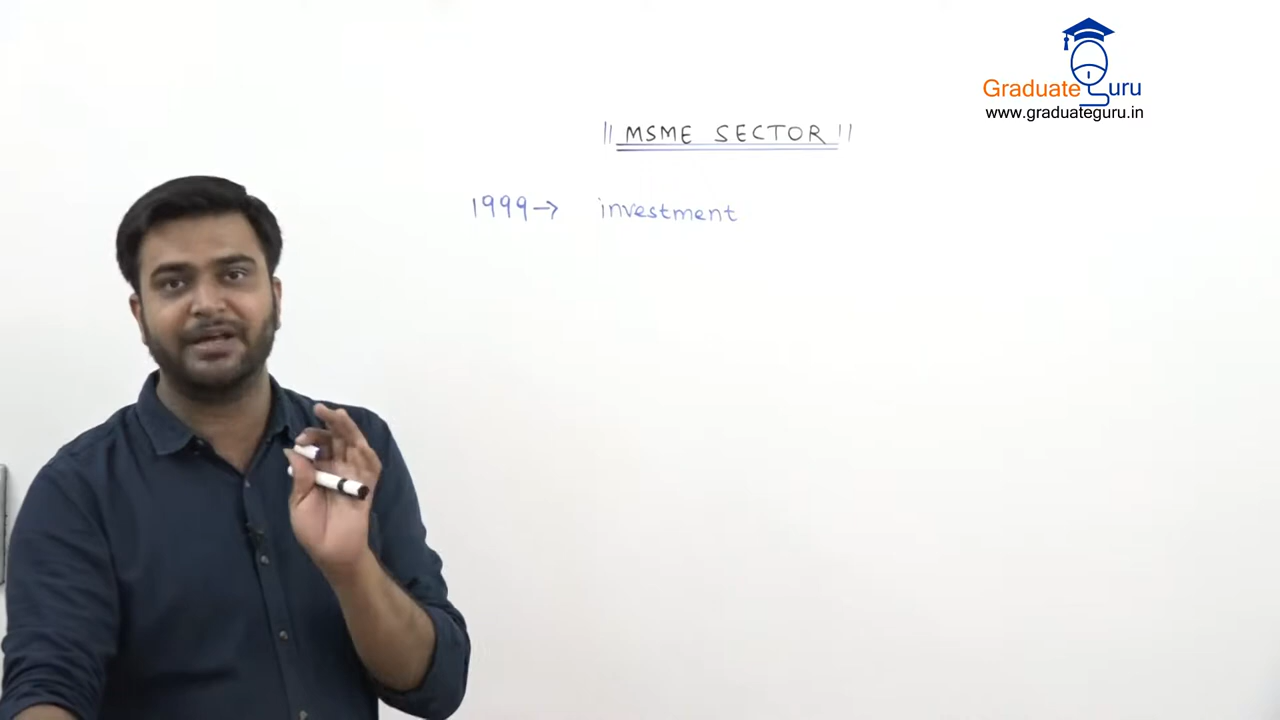 Graduate Guru
www.graduateguru.in
|| MSME SECTOR ||
1999→ investment